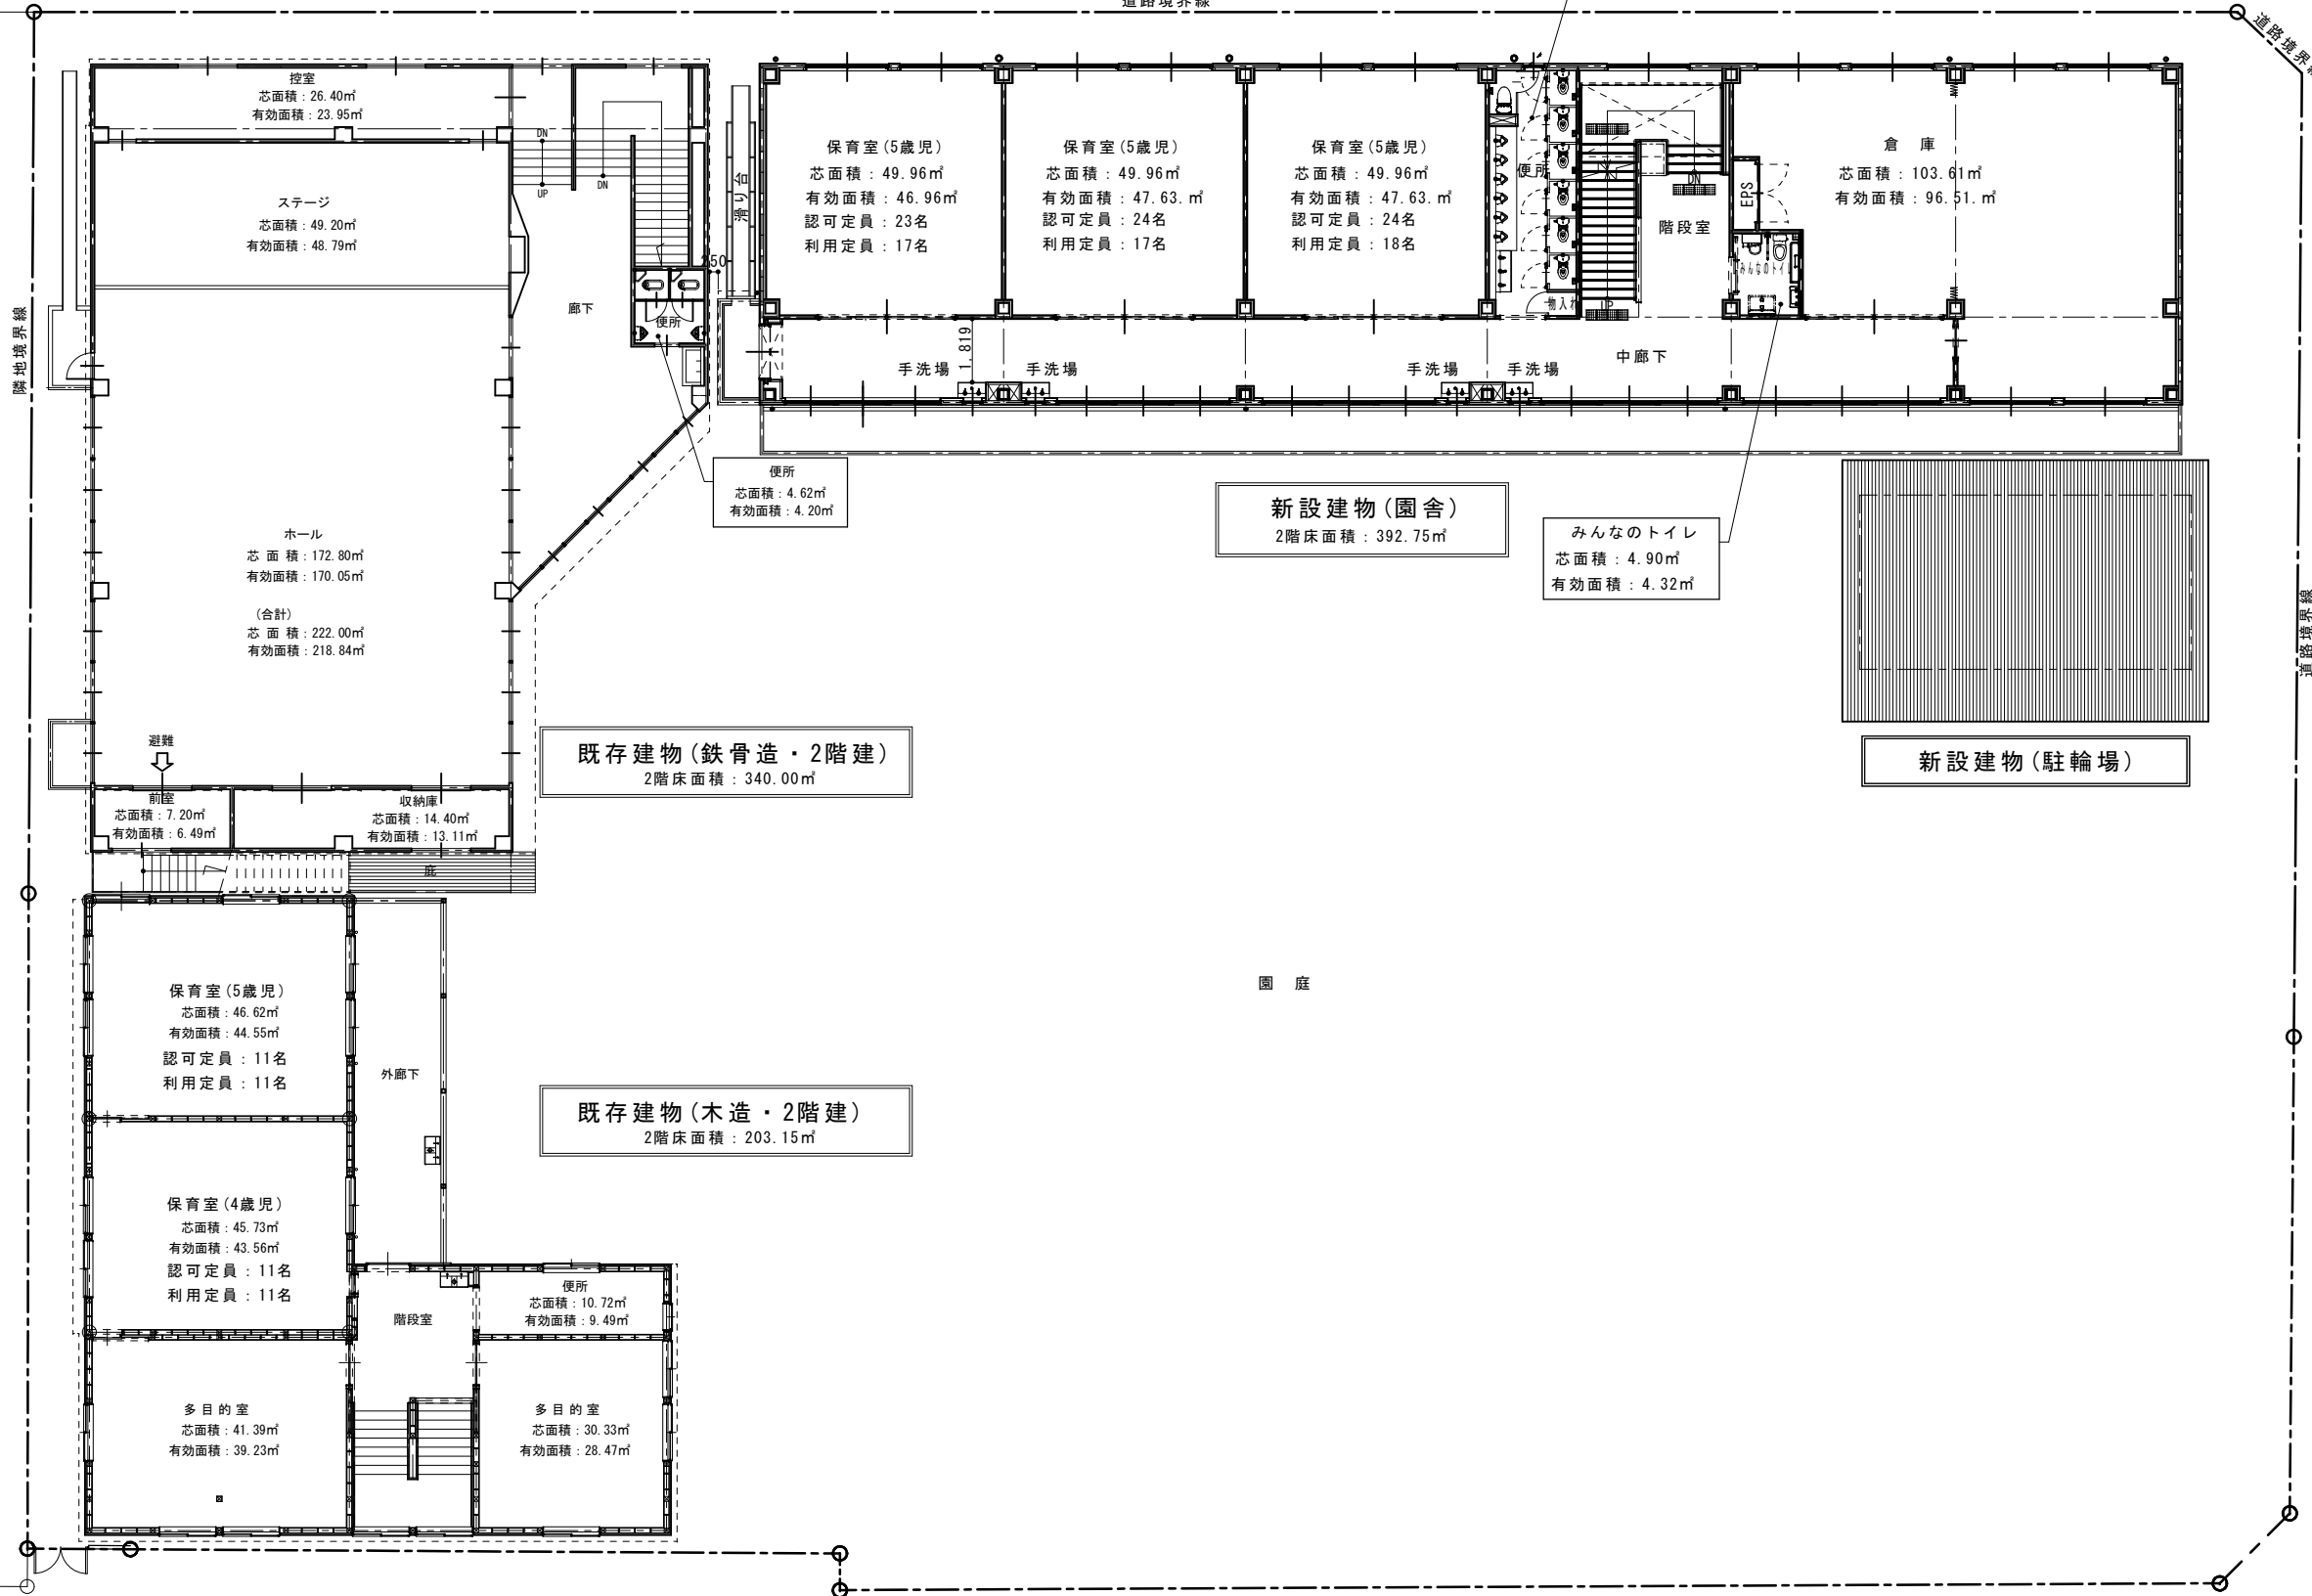 道路境界線
道路境界線
隣地境界線
道路境界線
控室
芯面積：26.40㎡
有効面積：23.95㎡
ステージ
芯面積：49.20㎡
有効面積：48.79㎡
DN
UP
DN
廊下
便所
250
滑り台
ホール
芯 面 積：172.80㎡
有効面積：170.05㎡
(合計)
芯 面 積：222.00㎡
有効面積：218.84㎡
避難
前室
芯面積：7.20㎡
有効面積：6.49㎡
収納庫
芯面積：14.40㎡
有効面積：13.11㎡
庇
便所
芯面積：4.62㎡
有効面積：4.20㎡
保育室(5歳児)
芯面積：49.96㎡
有効面積：46.96㎡
認可定員：23名
利用定員：17名
保育室(5歳児)
芯面積：49.96㎡
有効面積：47.63.㎡
認可定員：24名
利用定員：17名
保育室(5歳児)
芯面積：49.96㎡
有効面積：47.63.㎡
認可定員：24名
利用定員：18名
便所
物入れ
UP
DN
階段室
EPS
みんなのトイレ
倉　庫
芯面積：103.61㎡
有効面積：96.51.㎡
1,819
手洗場
手洗場
手洗場
手洗場
中廊下
新設建物(園舎)
2階床面積：392.75㎡
みんなのトイレ
芯面積：4.90㎡
有効面積：4.32㎡
新設建物(駐輪場)
既存建物(鉄骨造・2階建)
2階床面積：340.00㎡
園　庭
保育室(5歳児)
芯面積：46.62㎡
有効面積：44.55㎡
認可定員：11名
利用定員：11名
外廊下
既存建物(木造・2階建)
2階床面積：203.15㎡
保育室(4歳児)
芯面積：45.73㎡
有効面積：43.56㎡
認可定員：11名
利用定員：11名
階段室
便所
芯面積：10.72㎡
有効面積：9.49㎡
多目的室
芯面積：41.39㎡
有効面積：39.23㎡
多目的室
芯面積：30.33㎡
有効面積：28.47㎡